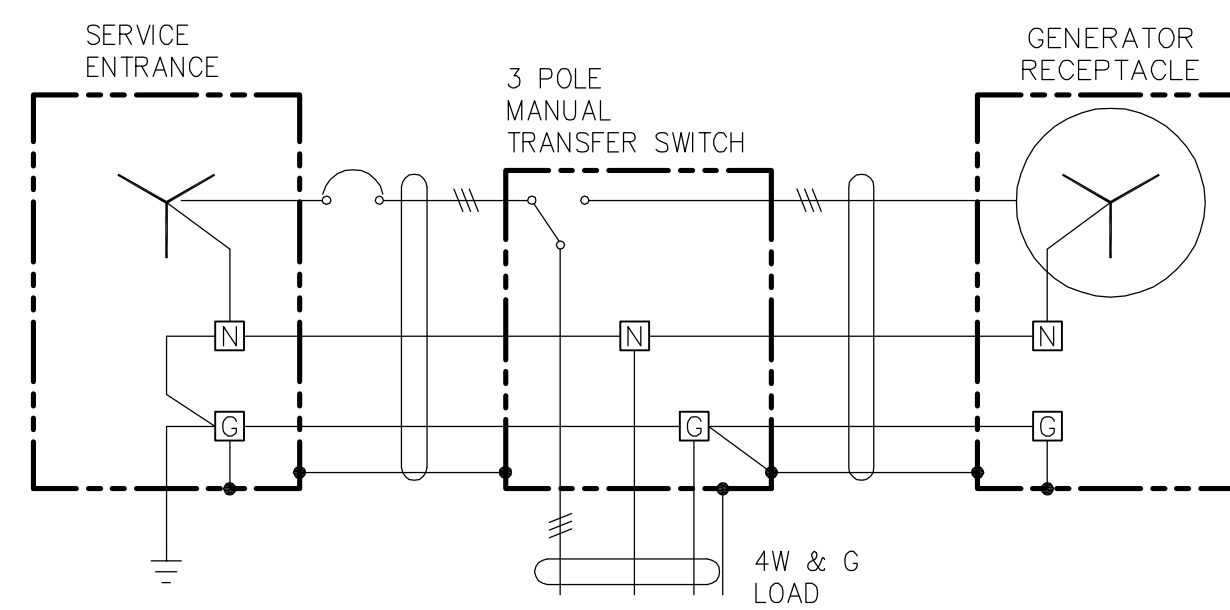 SERVICE
ENTRANCE
3 POLE
MANUAL
TRANSFER SWITCH
GENERATOR
RECEPTACLE
N
N
N
G
G
G
4W & G
LOAD